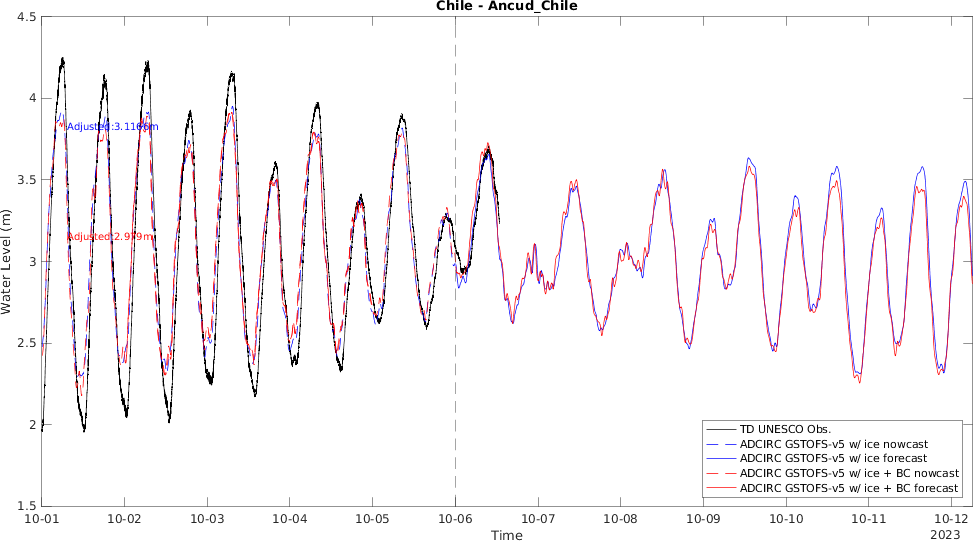 Chile - Ancud_Chile
4.5
4
3.5
3
2.5
2
1.5
Water Level (m)
Adjusted:3.1166m
Adjusted:2.979m
TD UNESCO Obs.
ADCIRC GSTOFS-v5 w/ ice nowcast
ADCIRC GSTOFS-v5 w/ ice forecast
ADCIRC GSTOFS-v5 w/ ice + BC nowcast
ADCIRC GSTOFS-v5 w/ ice + BC forecast
10-01 10-02 10-03 10-04 10-05 10-06 10-07 10-08 10-09 10-10 10-11 10-12
Time
2023